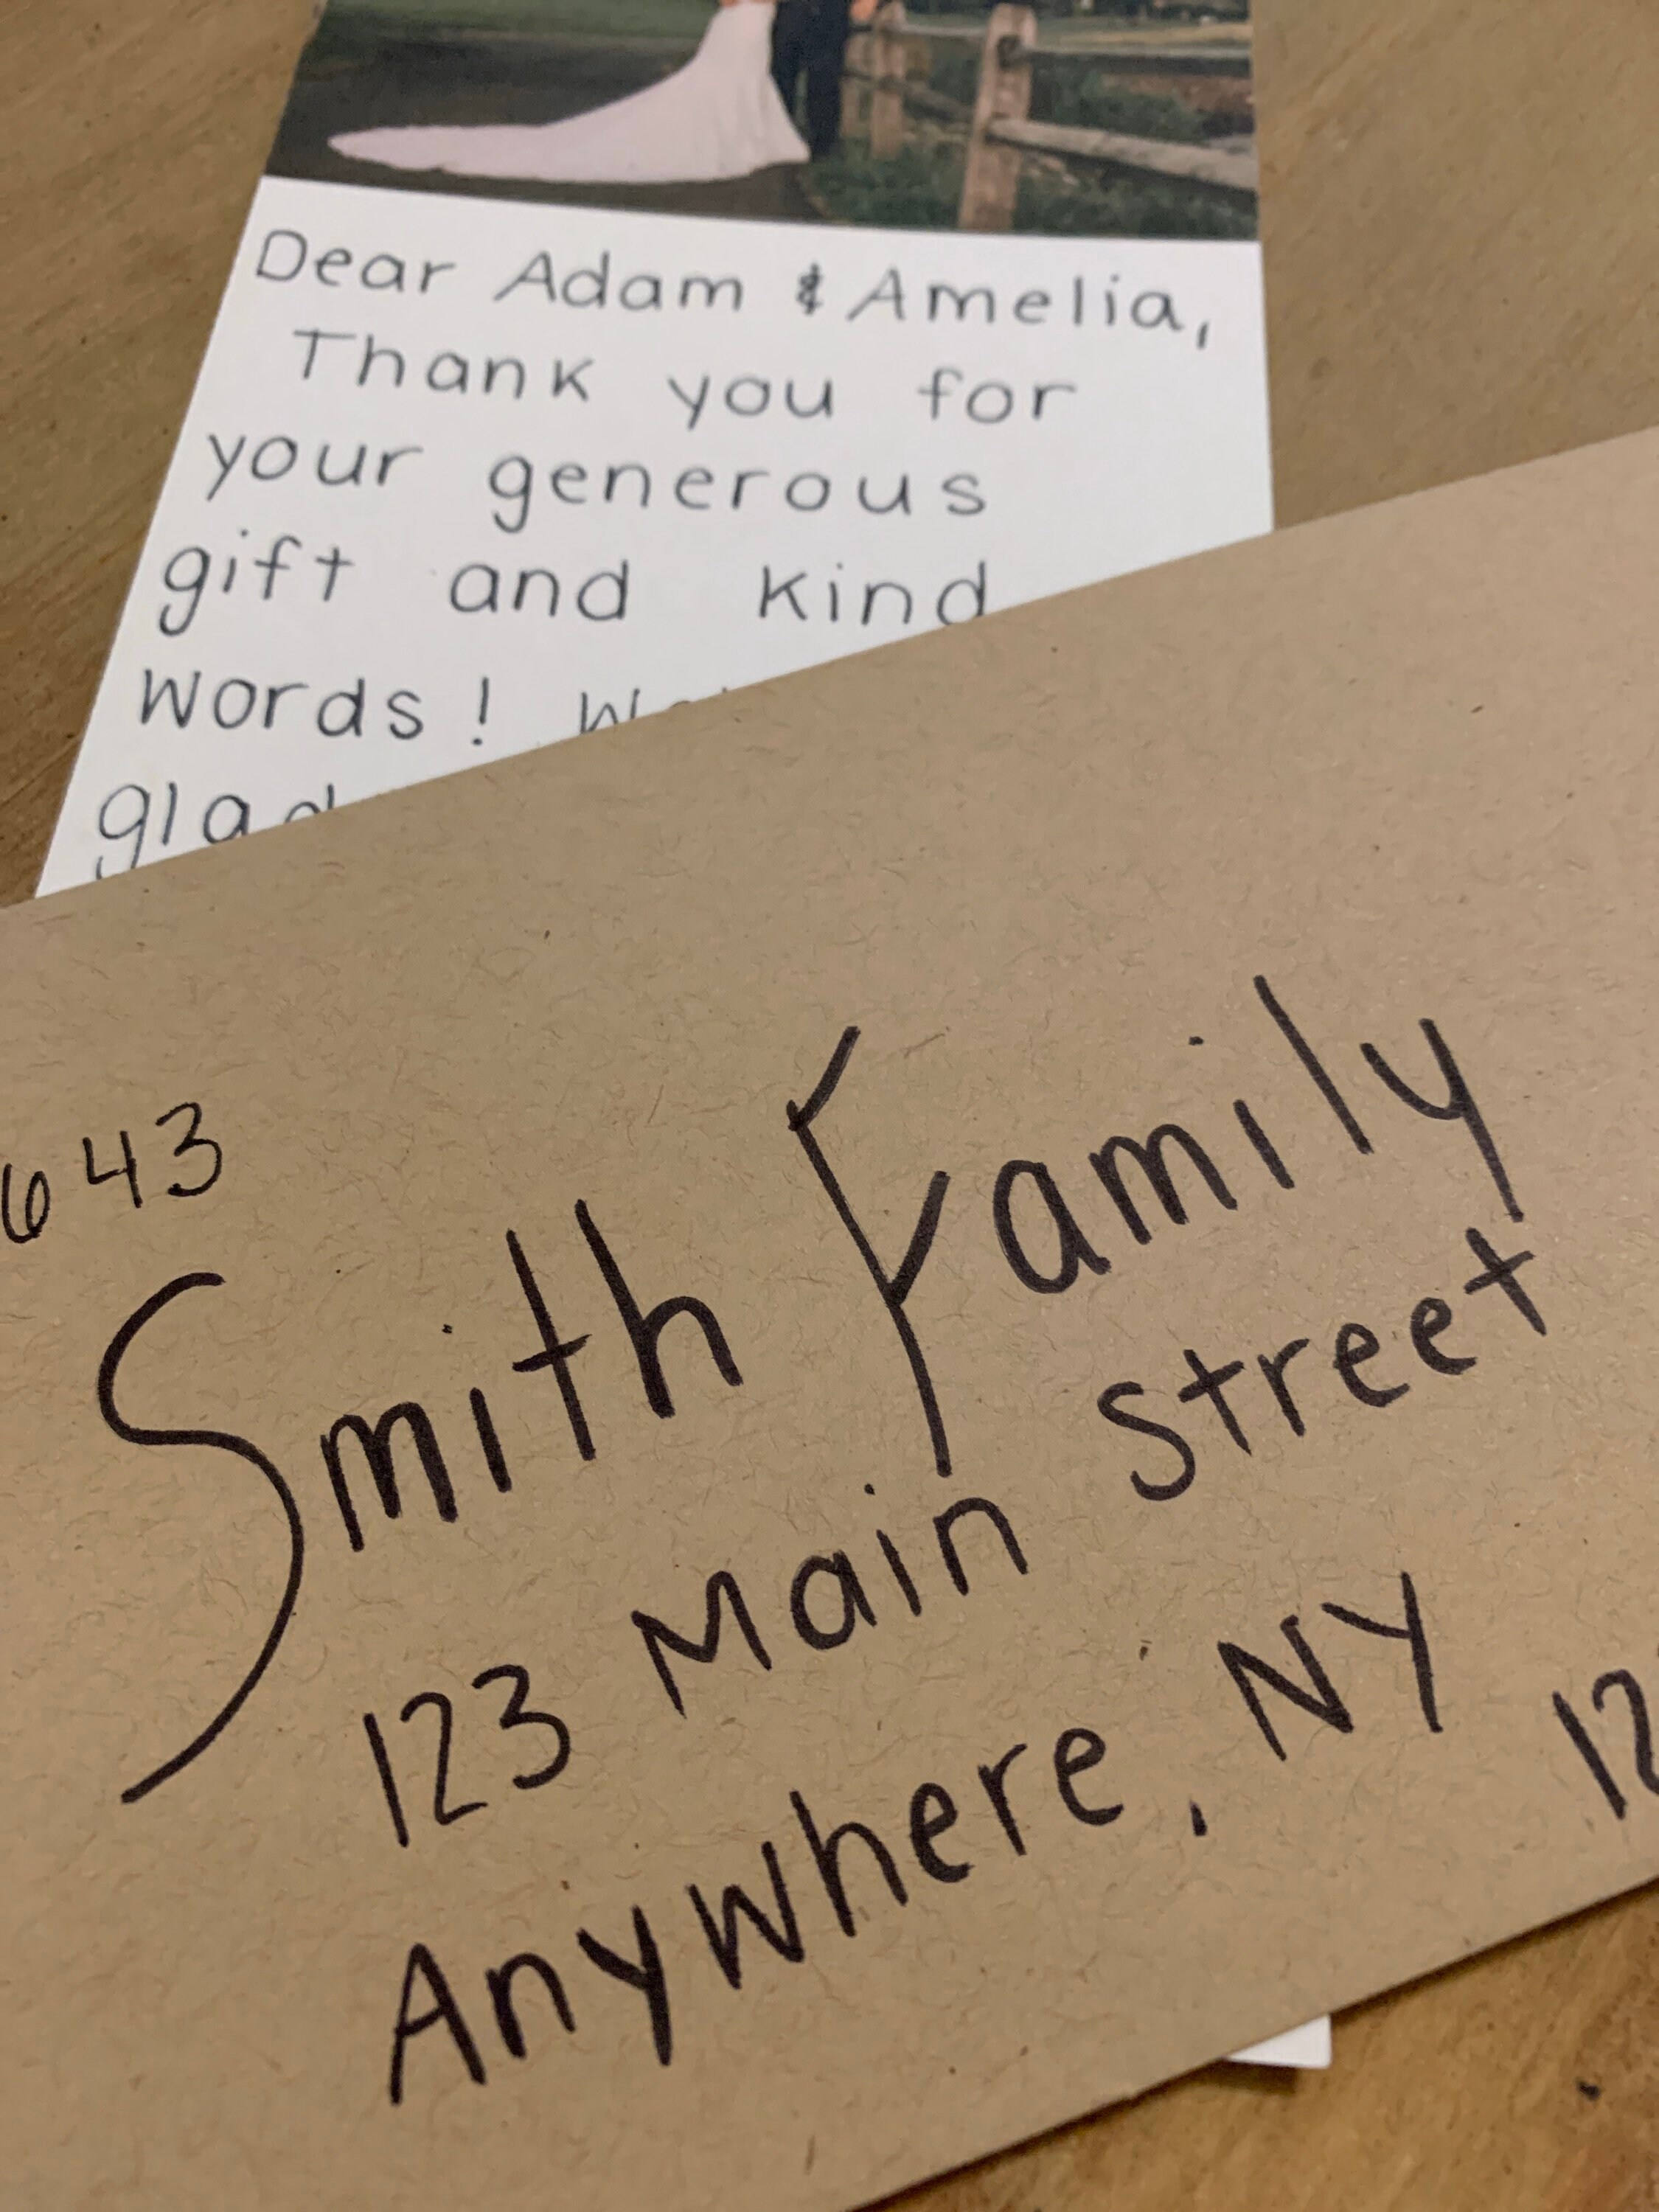 Dear Adam & Amelia,
Thank you for
your generous
gift and kind
words!
643
Smith Family
123 Main Street
Anywhere, NY 12